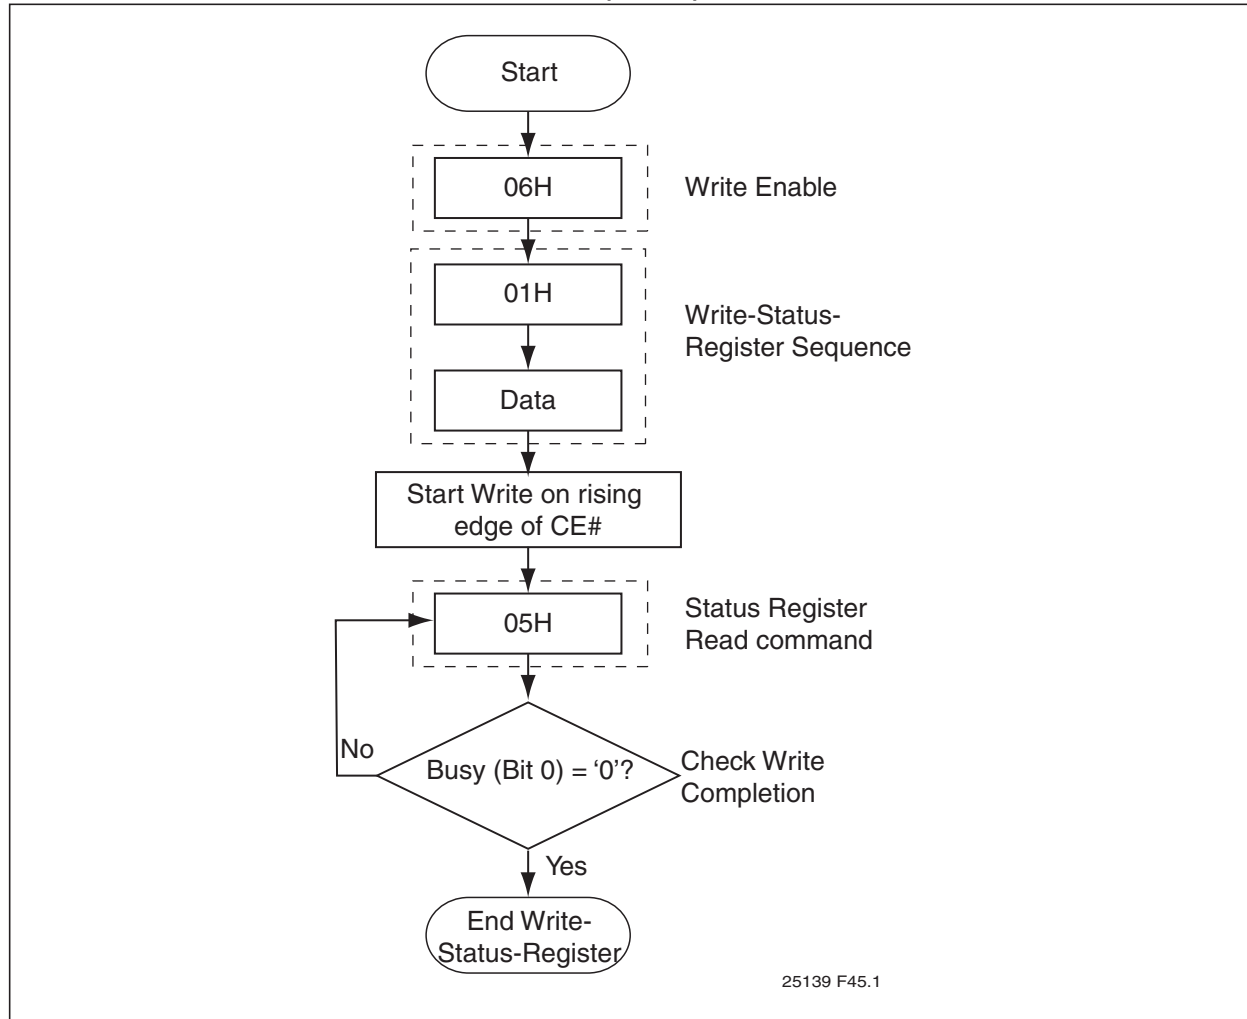 Start
06H
Write Enable
01H
Write-Status-
Register Sequence
Data
Start Write on rising
edge of CE#
05H
Status Register
Read command
No
Busy (Bit 0) = ‘0’?
Check Write
Completion
Yes
End Write-
Status-Register
25139 F45.1